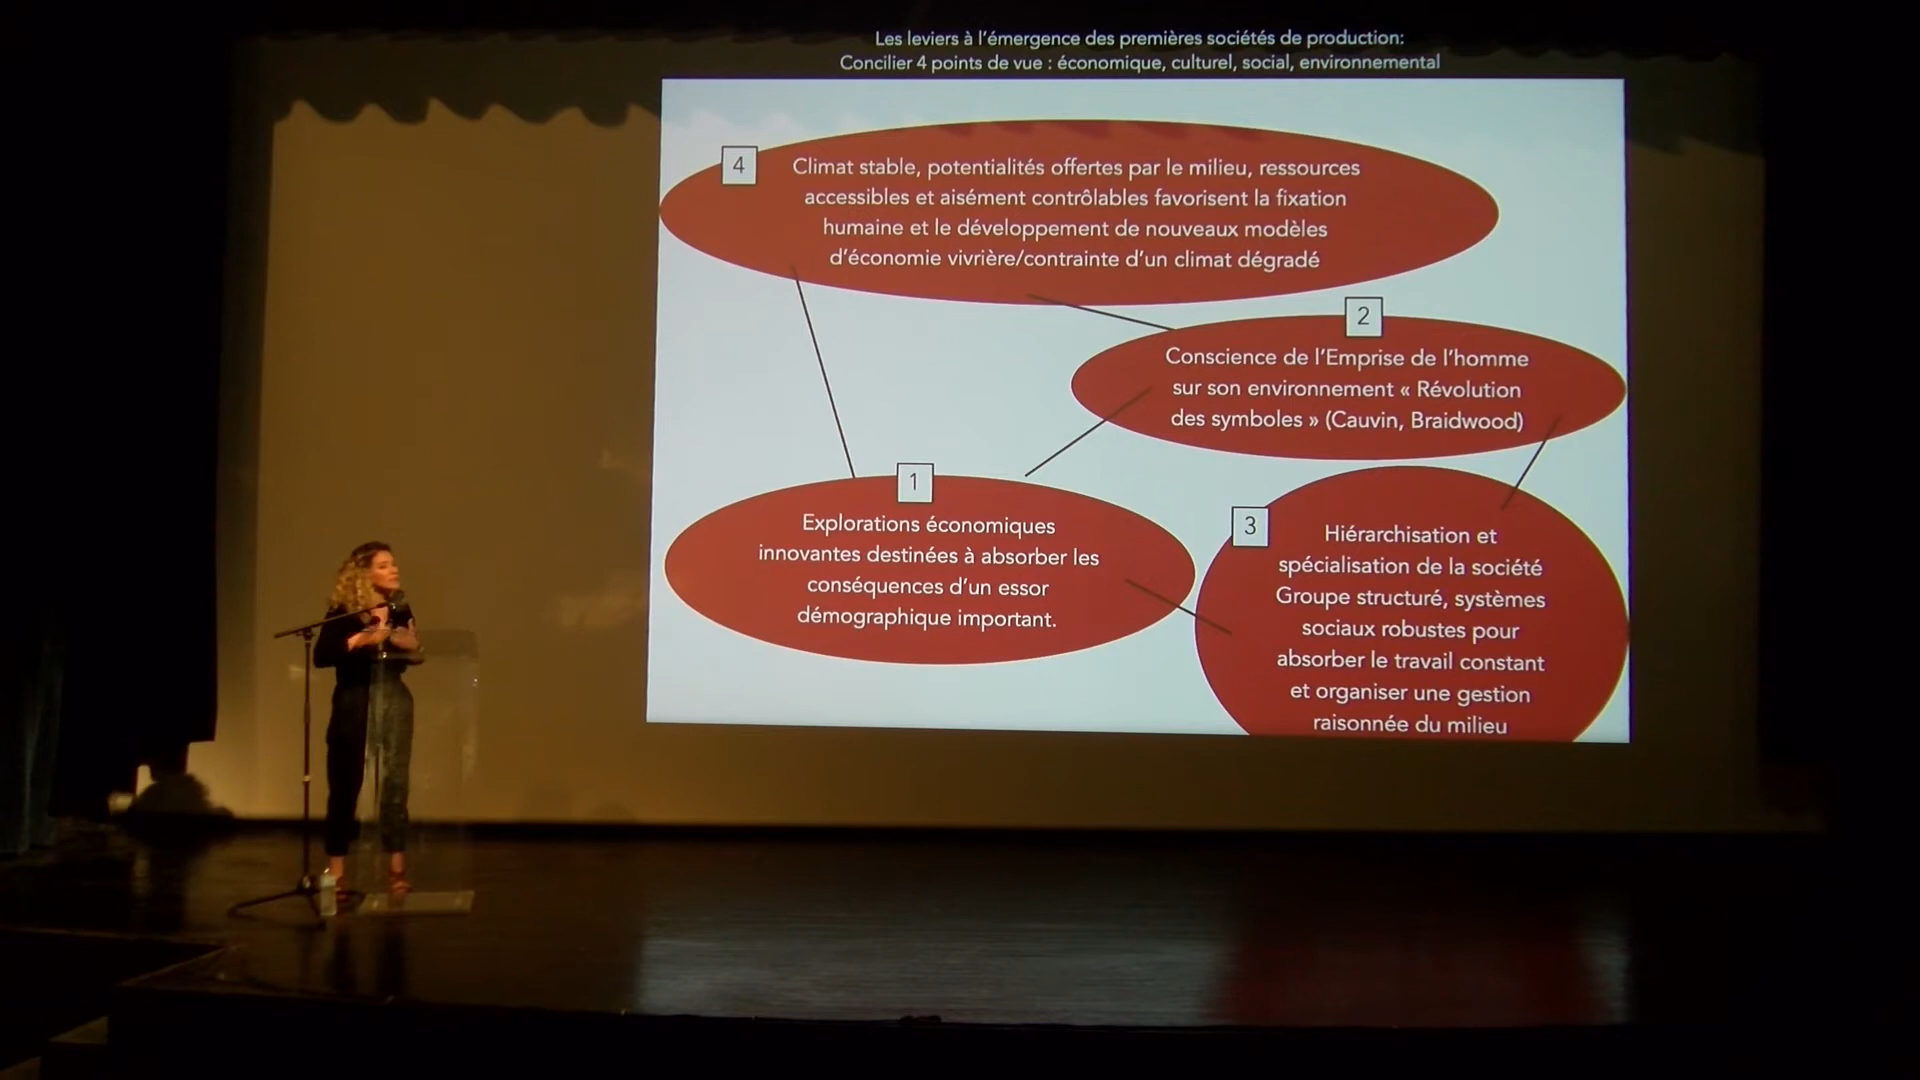 Les leviers à l'émergence des premières sociétés de production:
Concilier 4 points de vue : économique, culturel, social, environnemental
4
Climat stable, potentialités offertes par le milieu, ressources
accessibles et aisément contrôlables favorisent la fixation
humaine et le développement de nouveaux modèles
d'économie vivrière/contrainte d'un climat dégradé
2
Conscience de l'Emprise de l'homme
sur son environnement « Révolution
des symboles » (Cauvin, Braidwood)
1
Explorations économiques
innovantes destinées à absorber les
conséquences d'un essor
démographique important.
3
Hiérarchisation et
spécialisation de la société
Groupe structuré, systèmes
sociaux robustes pour
absorber le travail constant
et organiser une gestion
raisonnée du milieu